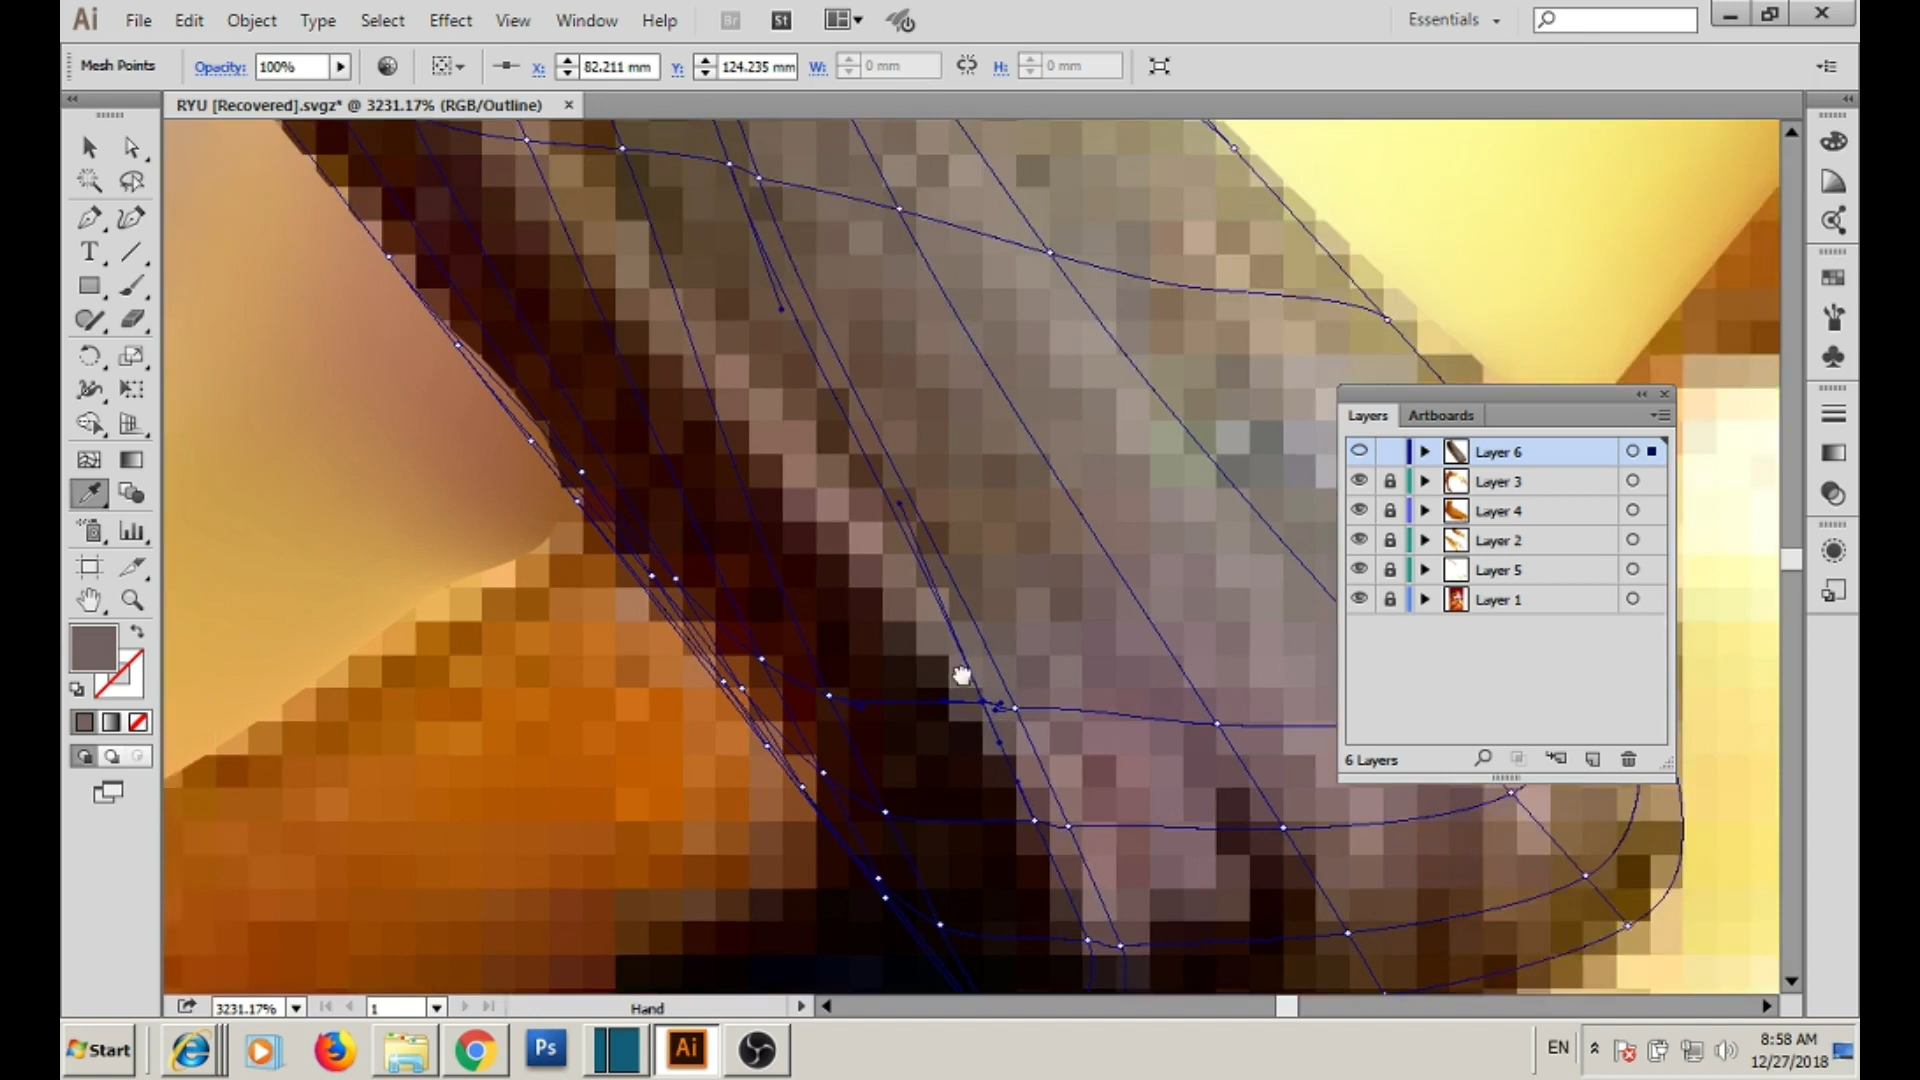 Ai File Edit Object Type Select Effect View Window Help Br St Essentials
Mesh Points Opacity: 100% X: 82.211 mm Y: 124.235 mm W: 0 mm H: 0 mm
RYU [Recovered].svgz* @ 3231.17% (RGB/Outline)
T
Layers Artboards
Layer 6
Layer 3
Layer 4
Layer 2
Layer 5
Layer 1
6 Layers
3231.17% 1 Hand
Start Ps Ai EN 8:58 AM
12/27/2018